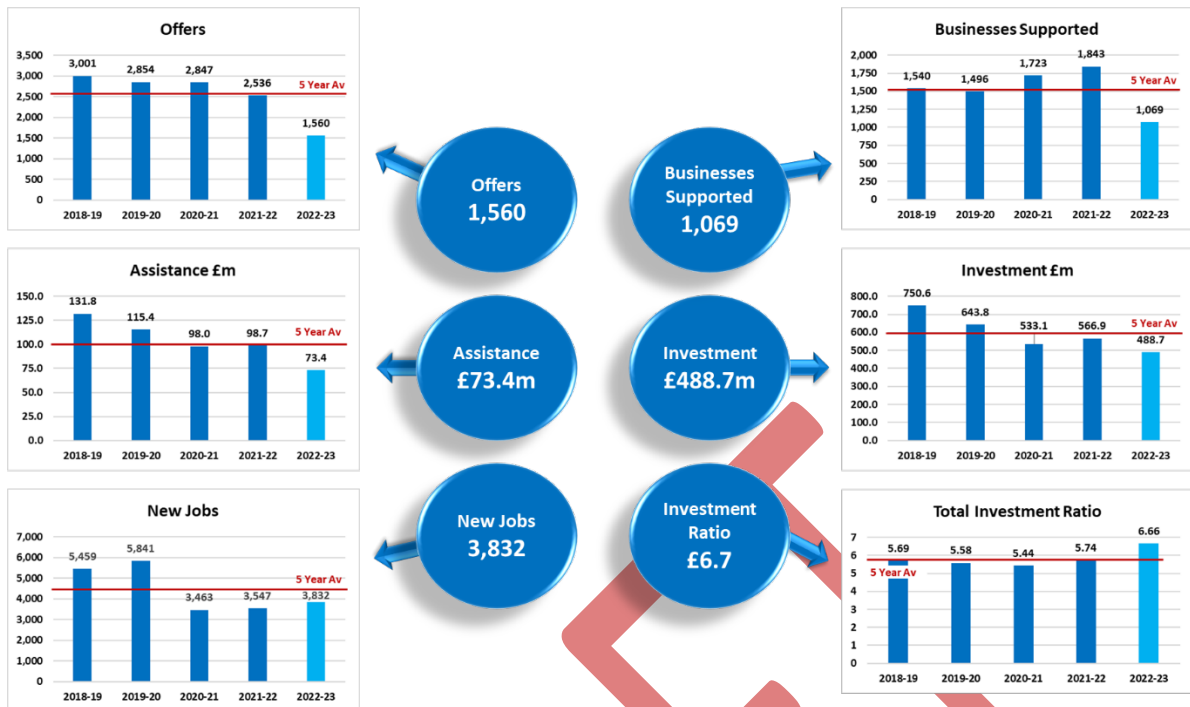 Offers
3,500
3,000
2,500
2,000
1,500
1,000
500
0
3,001
2,854
2,847
2,536
1,560
5 Year Av
2018-19 2019-20 2020-21 2021-22 2022-23
Assistance £m
150.0
125.0
100.0
75.0
50.0
25.0
0.0
131.8
115.4
98.0
98.7
73.4
5 Year Av
2018-19 2019-20 2020-21 2021-22 2022-23
New Jobs
7,000
6,000
5,000
4,000
3,000
2,000
1,000
0
5,459
5,841
3,463
3,547
3,832
5 Year Av
2018-19 2019-20 2020-21 2021-22 2022-23
Offers
1,560
Businesses
Supported
1,069
Assistance
£73.4m
Investment
£488.7m
New Jobs
3,832
Investment
Ratio
£6.7
Businesses Supported
2,000
1,750
1,500
1,250
1,000
750
500
250
0
1,540
1,496
1,723
1,843
1,069
5 Year Av
2018-19 2019-20 2020-21 2021-22 2022-23
Investment £m
800.0
700.0
600.0
500.0
400.0
300.0
200.0
100.0
0.0
750.6
643.8
533.1
566.9
488.7
5 Year Av
2018-19 2019-20 2020-21 2021-22 2022-23
Total Investment Ratio
7
6
5
4
3
2
1
0
5.69
5.58
5.44
5.74
6.66
5 Year Av
2018-19 2019-20 2020-21 2021-22 2022-23